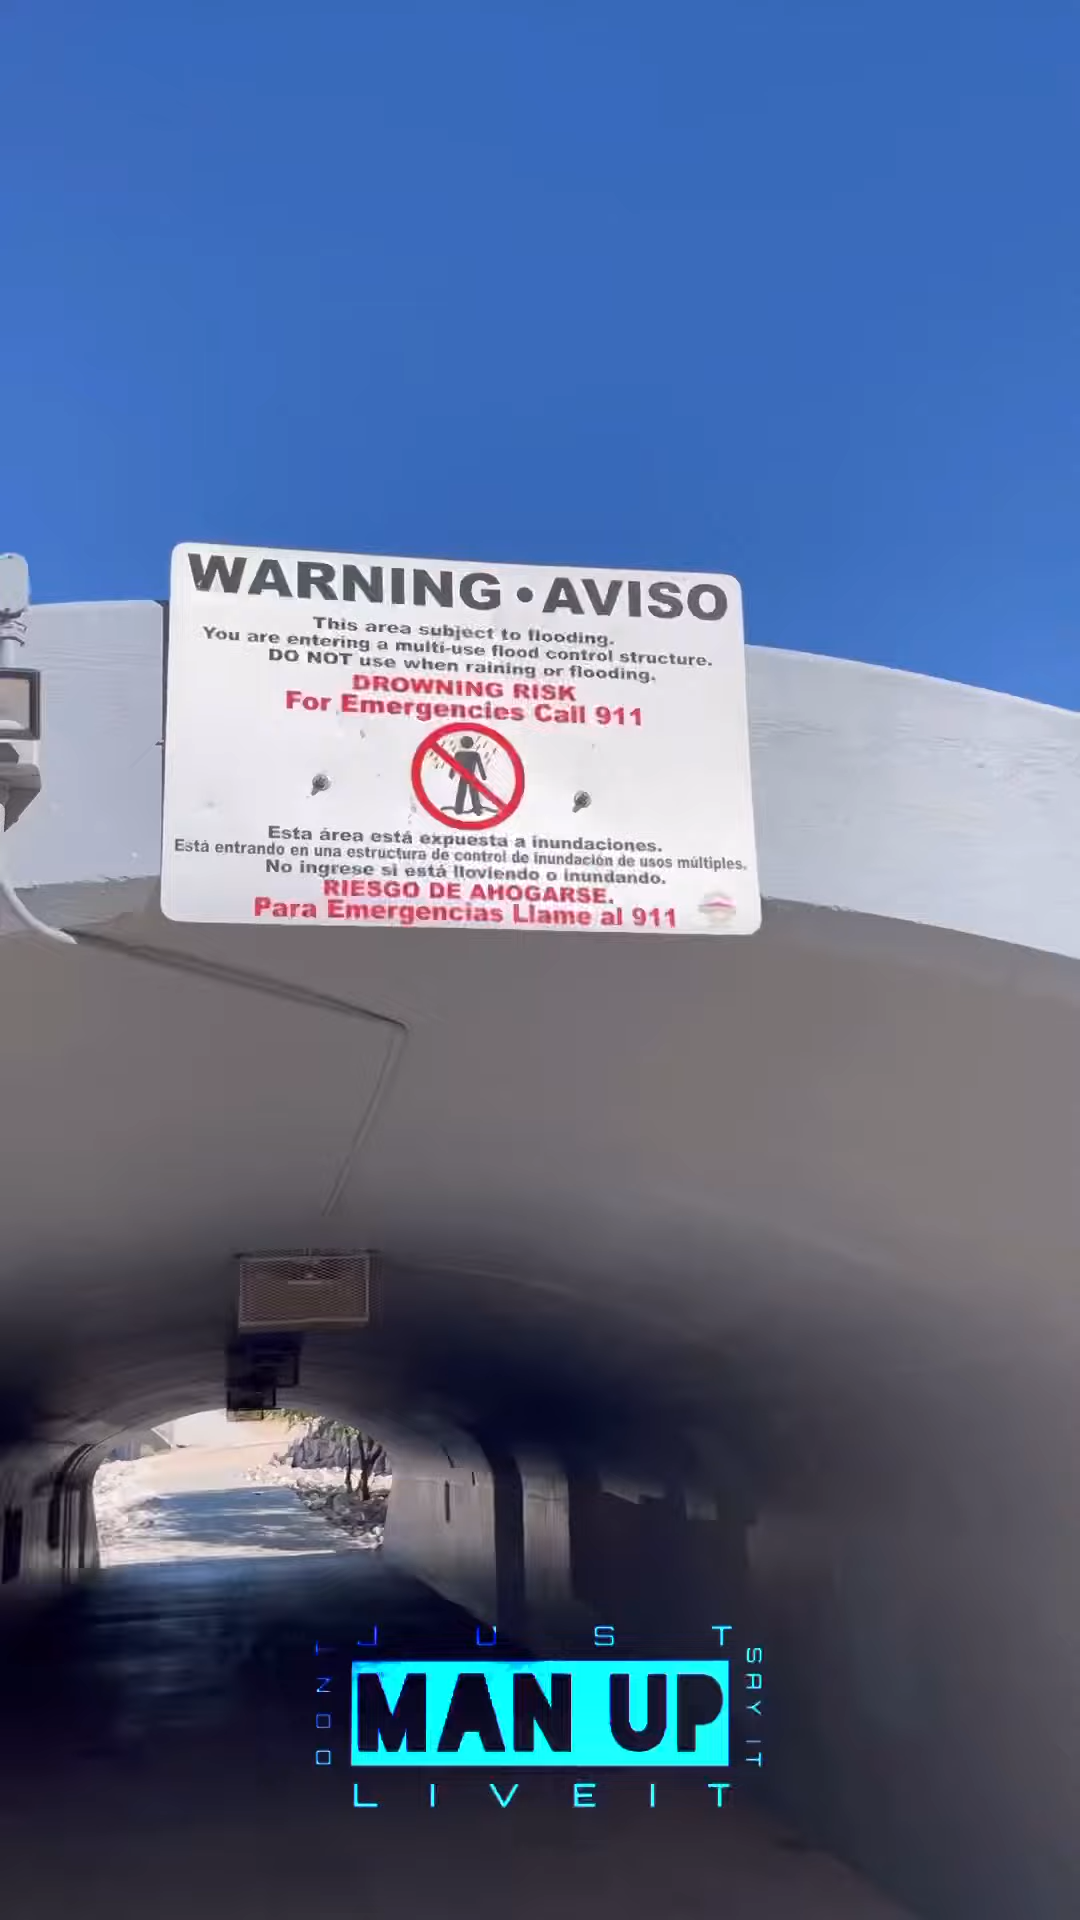 WARNING • AVISO
This area subject to flooding.
You are entering a multi-use flood control structure.
DO NOT use when raining or flooding.
DROWNING RISK
For Emergencies Call 911
Esta área está expuesta a inundaciones.
Está entrando en una estructura de control de inundación de usos múltiples.
No ingrese si está lloviendo o inundando.
RIESGO DE AHOGARSE.
Para Emergencias Llame al 911
JUST
MAN UP
SAY IT
LIVE IT